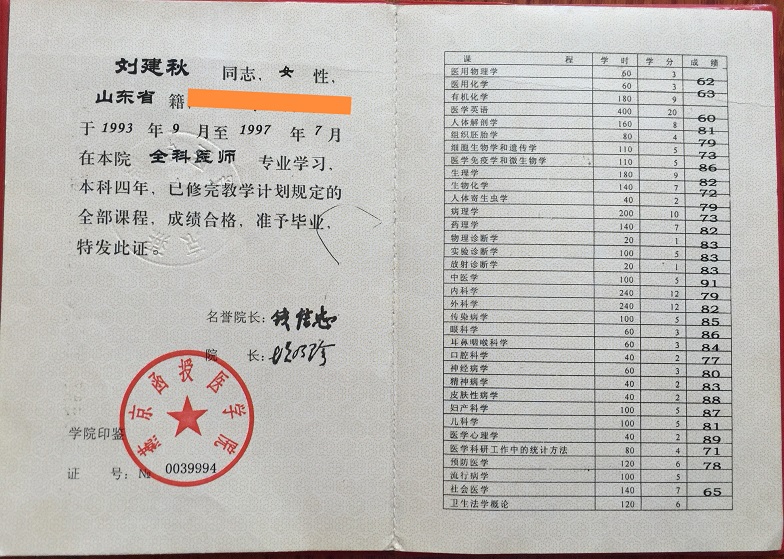 刘建秋 同志，女 性，
山东省 籍，
于 1993 年 9 月至 1997 年 7 月
在本院 全科医师 专业学习，
本科四年，已修完教学计划规定的
全部课程，成绩合格，准予毕业，
特发此证。
名誉院长：钱信忠
院 长：
京函授医学院
学院印鉴
证 号：№ 0039994
课 程 学 时 学 分 成 绩
医用物理学 60 3
医用化学 60 3 62
有机化学 180 9 63
医学英语 400 20
人体解剖学 160 8 60
组织胚胎学 80 4 81
细胞生物学和遗传学 110 5 79
医学免疫学和微生物学 110 5 73
生理学 180 9 86
生物化学 140 7 82
人体寄生虫学 40 2 72
病理学 200 10 79
药理学 140 7 73
物理诊断学 20 1 82
实验诊断学 100 5 83
放射诊断学 20 1 83
中医学 100 5 83
内科学 240 12 91
外科学 240 12 79
传染病学 100 5 82
眼科学 60 3 85
耳鼻咽喉科学 60 3 86
口腔科学 40 2 84
神经病学 60 3 77
精神病学 40 2 80
皮肤性病学 40 2 83
妇产科学 100 5 88
儿科学 100 5 87
医学心理学 40 2 81
医学科研工作中的统计方法 80 4 89
预防医学 120 6 71
流行病学 100 5 78
社会医学 140 7 65
卫生法学概论 120 6